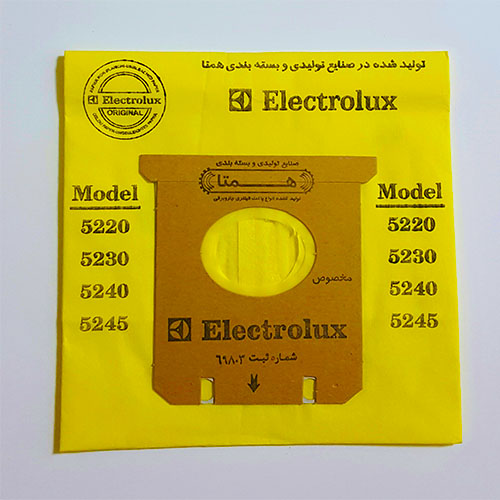 تولید شده در صنایع تولیدی و بسته بندی همتا
Electrolux
Electrolux
ORIGINAL
صنایع تولیدی و بسته بندی
همتا
Model
5220
5230
5240
5245
Model
5220
5230
5240
5245
مخصوص
Electrolux
شماره ثبت ۶۹۸۰۳